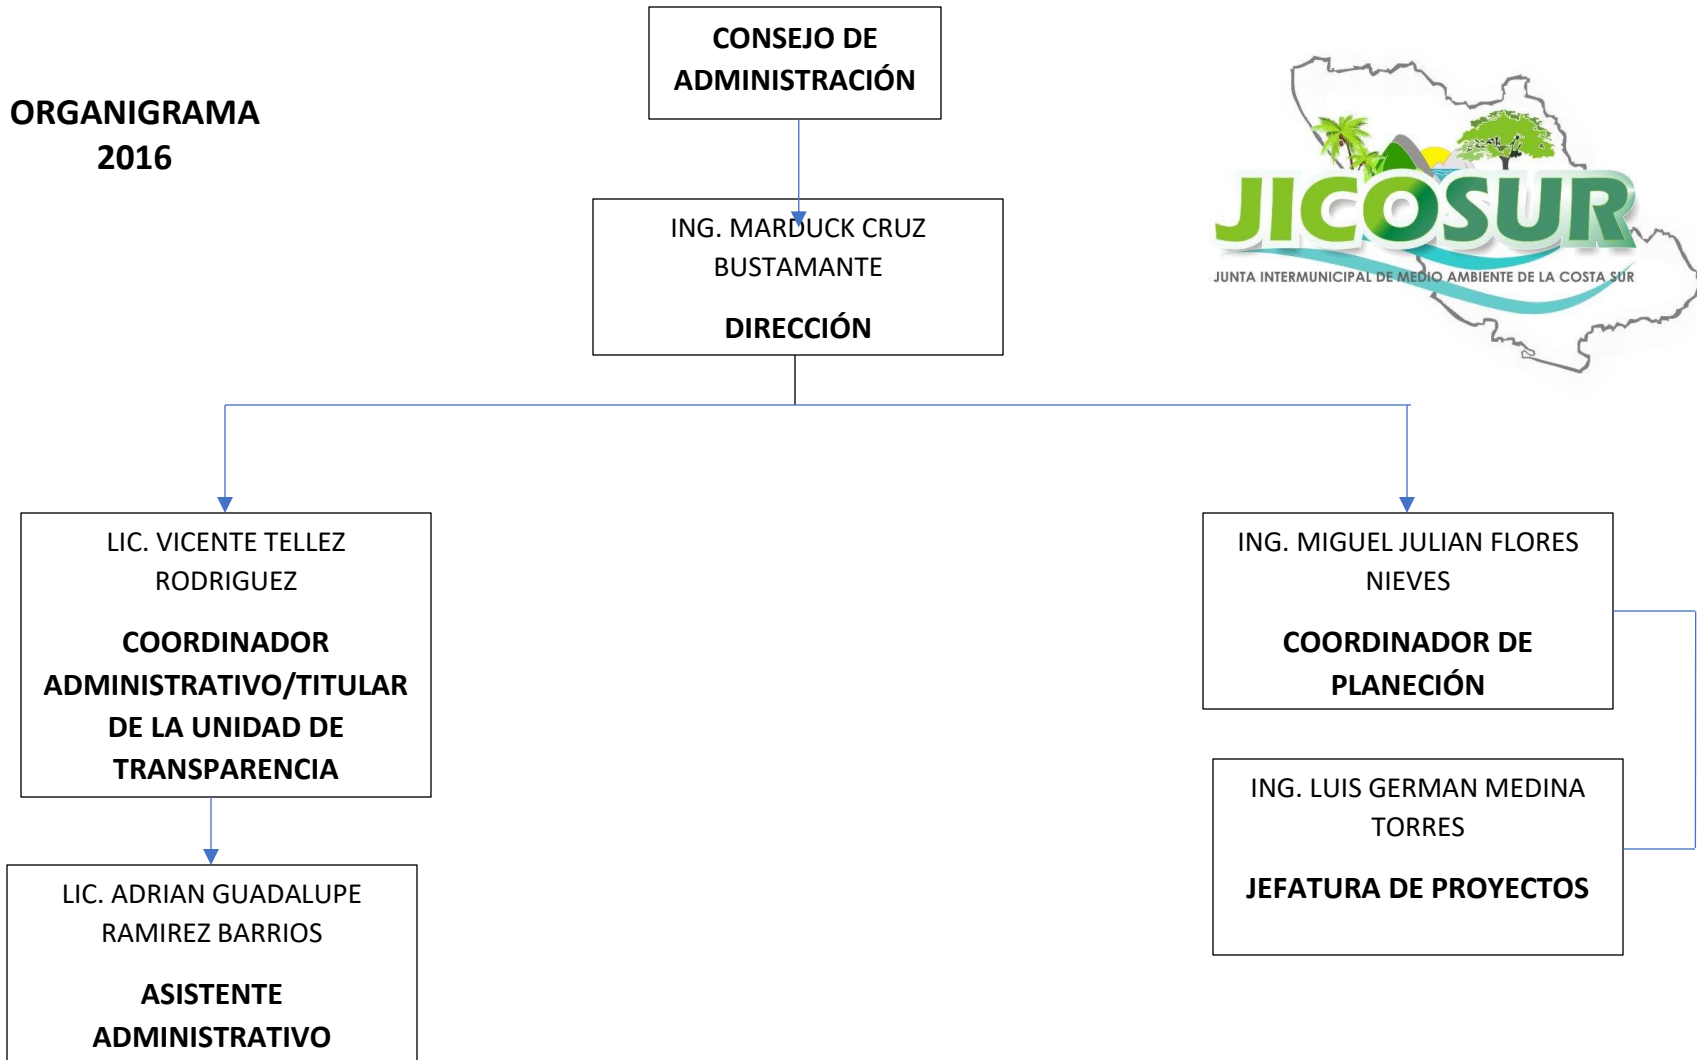 ORGANIGRAMA
2016
CONSEJO DE
ADMINISTRACIÓN
JICOSUR
JUNTA INTERMUNICIPAL DE MEDIO AMBIENTE DE LA COSTA SUR
ING. MARDUCK CRUZ
BUSTAMANTE
DIRECCIÓN
LIC. VICENTE TELLEZ
RODRIGUEZ
COORDINADOR
ADMINISTRATIVO/TITULAR
DE LA UNIDAD DE
TRANSPARENCIA
ING. MIGUEL JULIAN FLORES
NIEVES
COORDINADOR DE
PLANECIÓN
LIC. ADRIAN GUADALUPE
RAMIREZ BARRIOS
ASISTENTE
ADMINISTRATIVO
ING. LUIS GERMAN MEDINA
TORRES
JEFATURA DE PROYECTOS